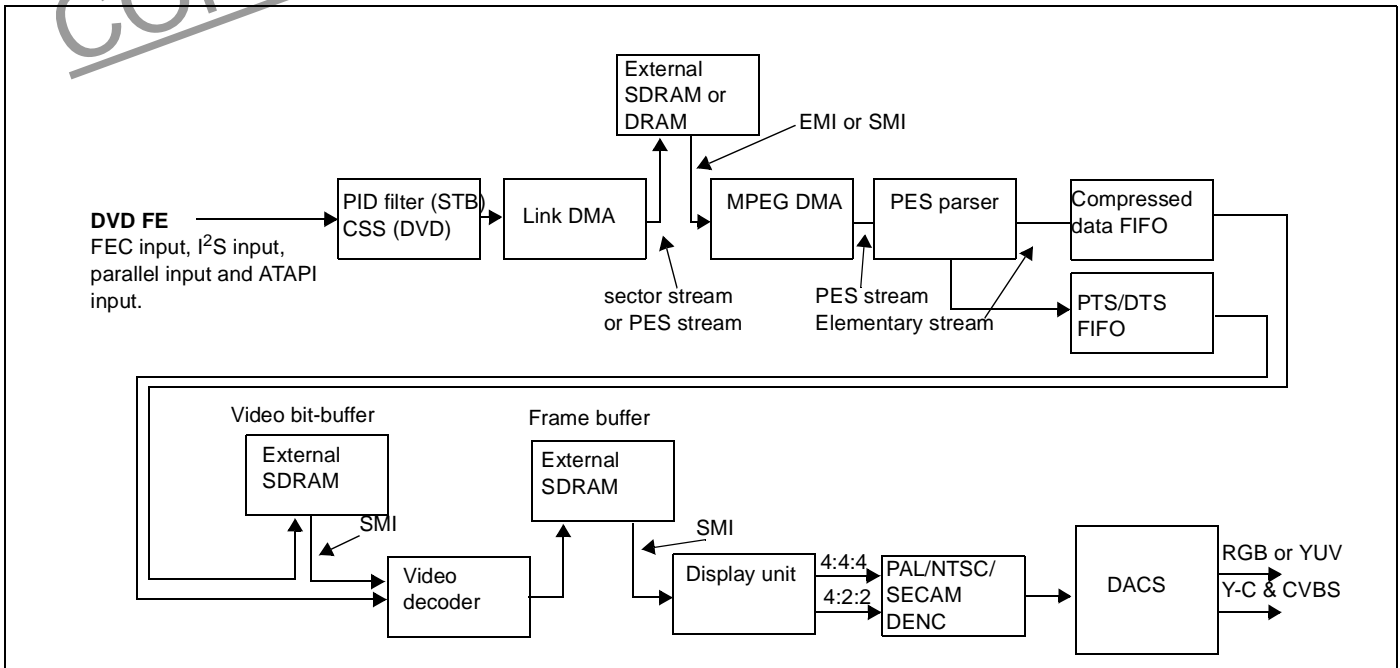 External
SDRAM or
DRAM
EMI or SMI
DVD FE
FEC input, I²S input,
parallel input and ATAPI
input.
PID filter (STB)
CSS (DVD)
Link DMA
MPEG DMA
PES parser
Compressed
data FIFO
sector stream
or PES stream
PES stream
Elementary stream
PTS/DTS
FIFO
Video bit-buffer
External
SDRAM
SMI
Frame buffer
External
SDRAM
SMI
Video
decoder
Display unit
4:4:4
4:2:2
PAL/NTSC/
SECAM
DENC
DACS
RGB or YUV
Y-C & CVBS